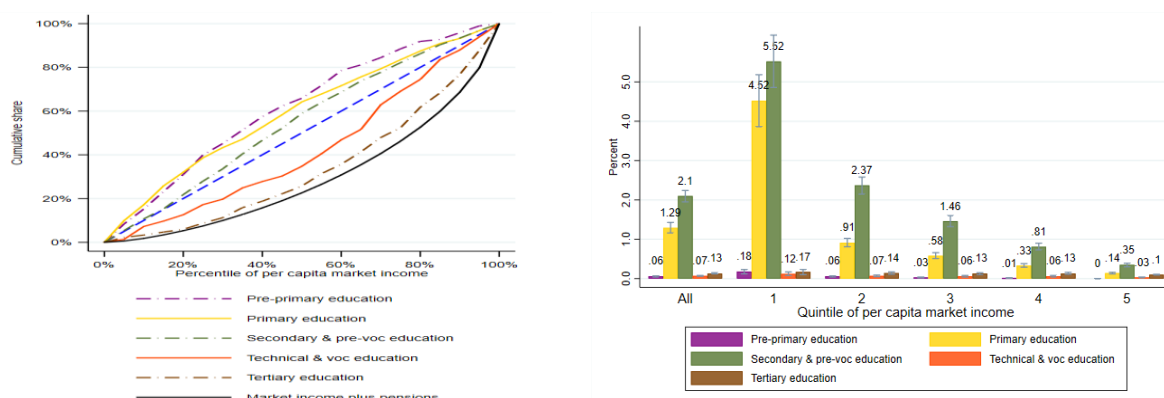 Cumulative share
100%
80%
60%
40%
20%
0%
0% 20% 40% 60% 80% 100%
Percentile of per capita market income
Pre-primary education
Primary education
Secondary & pre-voc education
Technical & voc education
Tertiary education
Market income plus pensions
Percent
5.0
4.0
3.0
2.0
1.0
0.0
.06 1.29 2.1 .07 .13
.18 4.52 5.52 .12 .17
.06 .91 2.37 .07 .14
.03 .58 1.46 .06 .13
.01 .33 .81 .06 .13
0 .14 .35 .03 .1
All 1 2 3 4 5
Quintile of per capita market income
Pre-primary education Primary education
Secondary & pre-voc education Technical & voc education
Tertiary education